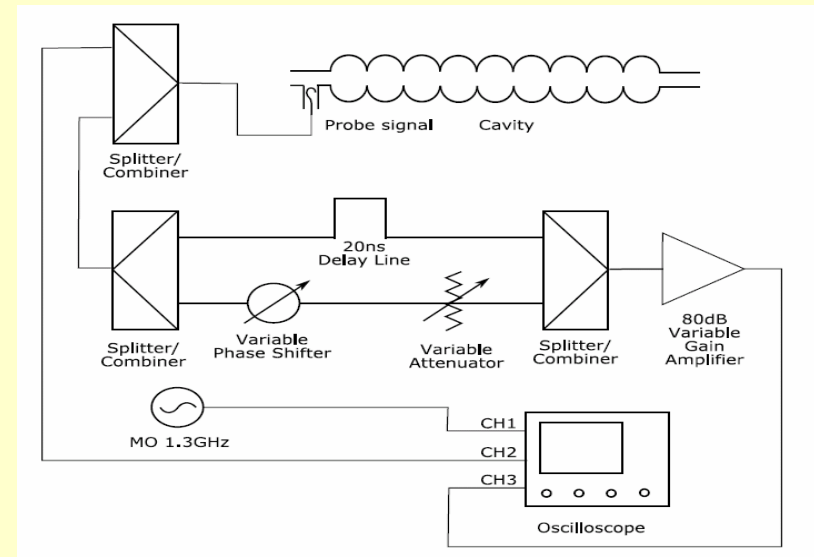 Probe signal
Cavity
Splitter/
Combiner
20ns
Delay Line
Splitter/
Combiner
Variable
Phase Shifter
Variable
Attenuator
Splitter/
Combiner
80dB
Variable
Gain
Amplifier
MO 1.3GHz
CH1
CH2
CH3
Oscilloscope